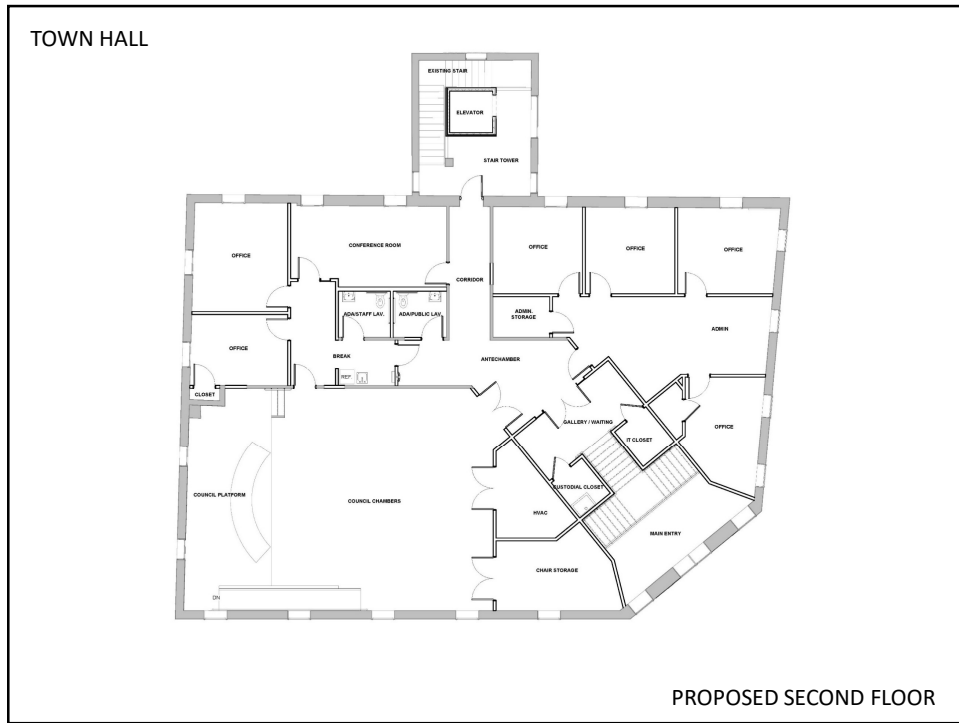 TOWN HALL
EXISTING STAIR
ELEVATOR
STAIR TOWER
OFFICE
CONFERENCE ROOM
CORRIDOR
OFFICE
OFFICE
OFFICE
ADA/STAFF LAV.
ADA/PUBLIC LAV.
ADMIN.
STORAGE
ADMIN
OFFICE
BREAK
REF.
ANTECHAMBER
CLOSET
GALLERY / WAITING
OFFICE
IT CLOSET
COUNCIL PLATFORM
COUNCIL CHAMBERS
CUSTODIAL CLOSET
HVAC
MAIN ENTRY
CHAIR STORAGE
DN
PROPOSED SECOND FLOOR